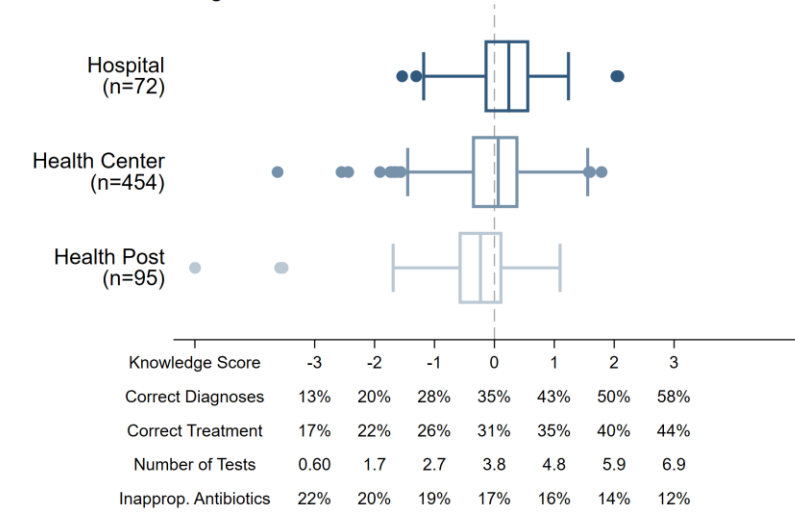 Hospital
(n=72)
Health Center
(n=454)
Health Post
(n=95)
Knowledge Score -3 -2 -1 0 1 2 3
Correct Diagnoses 13% 20% 28% 35% 43% 50% 58%
Correct Treatment 17% 22% 26% 31% 35% 40% 44%
Number of Tests 0.60 1.7 2.7 3.8 4.8 5.9 6.9
Inapprop. Antibiotics 22% 20% 19% 17% 16% 14% 12%